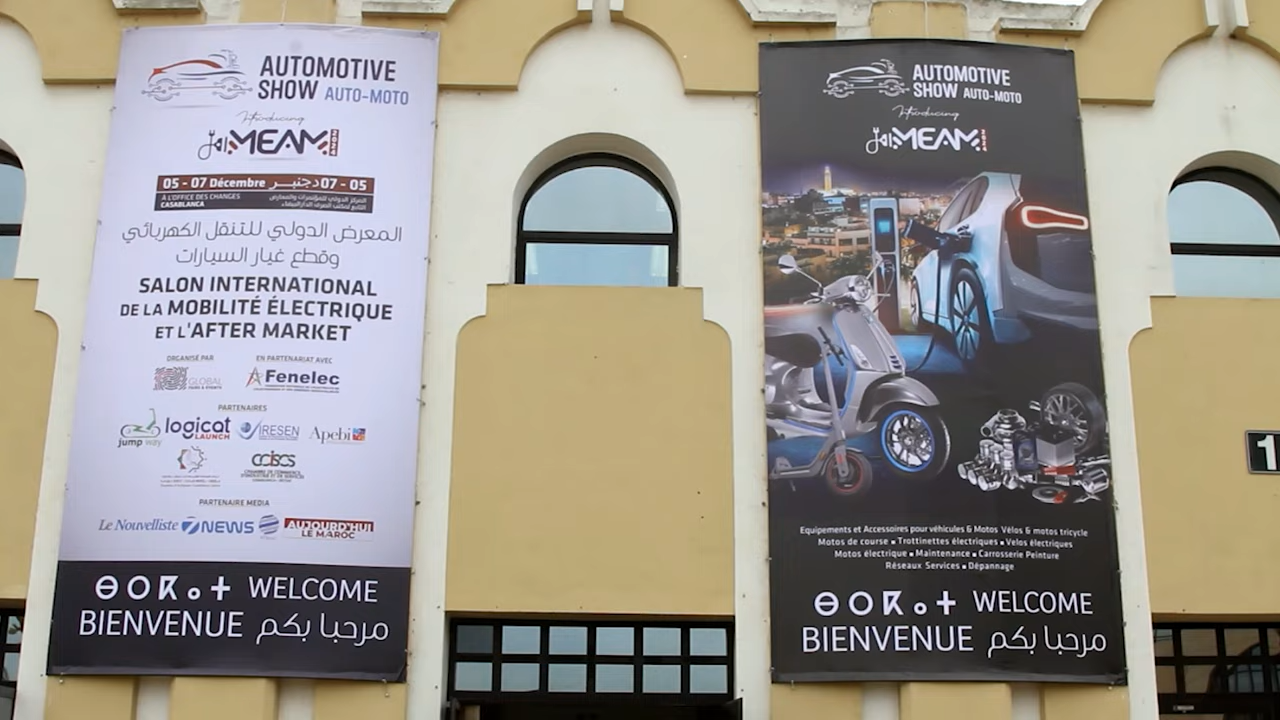 AUTOMOTIVE
SHOW AUTO-MOTO
Introducing
MEAM
05 - 07 Décembre دجنبر 07 - 05
À L'OFFICE DES CHANGES
CASABLANCA
المعرض الدولي للتنقل الكهربائي
وقطع غيار السيارات
SALON INTERNATIONAL
DE LA MOBILITÉ ÉLECTRIQUE
ET L'AFTER MARKET
ORGANISÉ PAR
EN PARTENARIAT AVEC
GLOBAL
Fenelec
PARTENAIRES
jump way
logicat
LAUNCH
IRESEN
Apebi
CCISCS
PARTENAIRE MEDIA
Le Nouvelliste
7NEWS
AUJOURD'HUI
LE MAROC
ⴱⵔⴽⴰⵜ WELCOME
BIENVENUE مرحبا بكم
AUTOMOTIVE
SHOW AUTO-MOTO
Introducing
MEAM
Equipements et Accessoires pour véhicules & Motos Vélos & motos tricycle
Motos de course ▪ Trottinettes électriques ▪ Velos électriques
Motos électrique ▪ Maintenance ▪ Carrosserie Peinture
Réseaux Services ▪ Dépannage
WELCOME
BIENVENUE مرحبا بكم
1